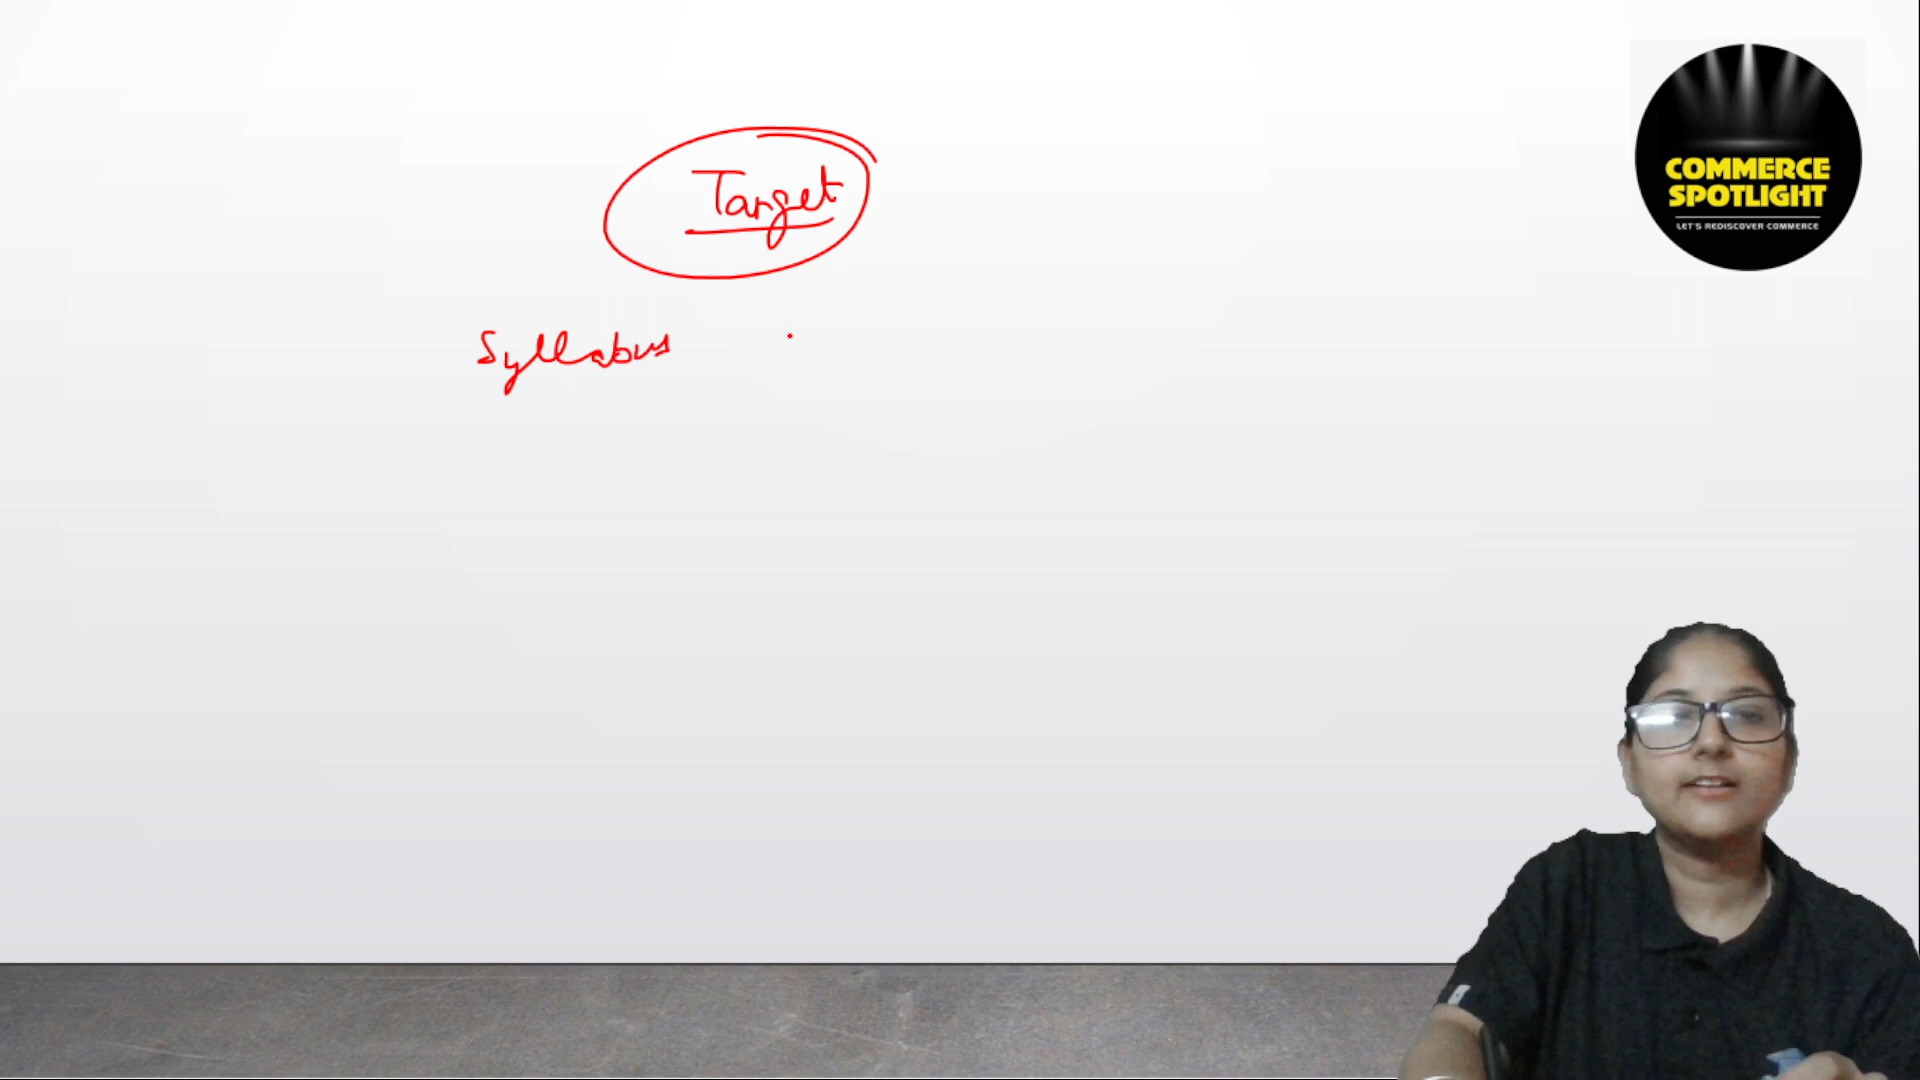 Target
Syllabus
COMMERCE
SPOTLIGHT
LET'S REDISCOVER COMMERCE